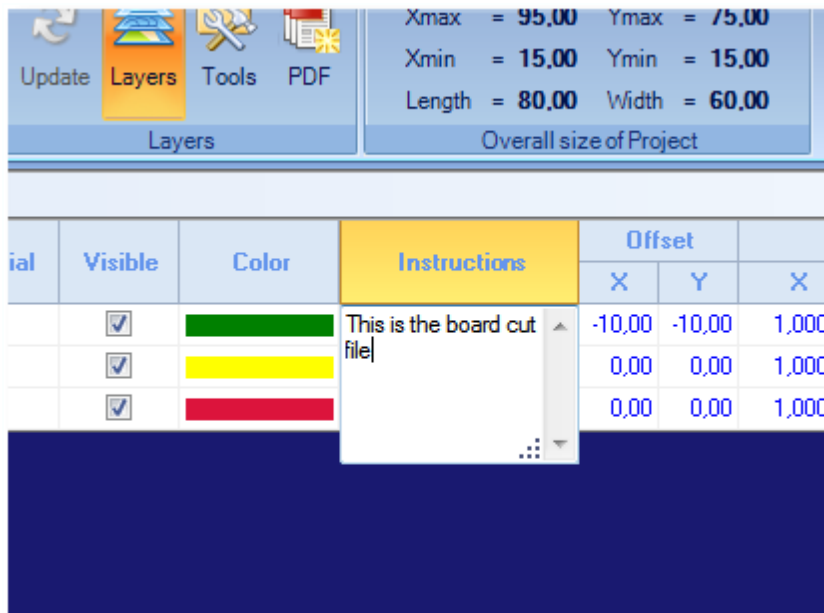 Xmax = 95,00 Ymax = 75,00
Update Layers Tools PDF
Xmin = 15,00 Ymin = 15,00
Length = 80,00 Width = 60,00
Layers Overall size of Project
ial Visible Color Instructions Offset
X Y X
This is the board cut -10,00 -10,00 1,000
file
0,00 0,00 1,000
0,00 0,00 1,000